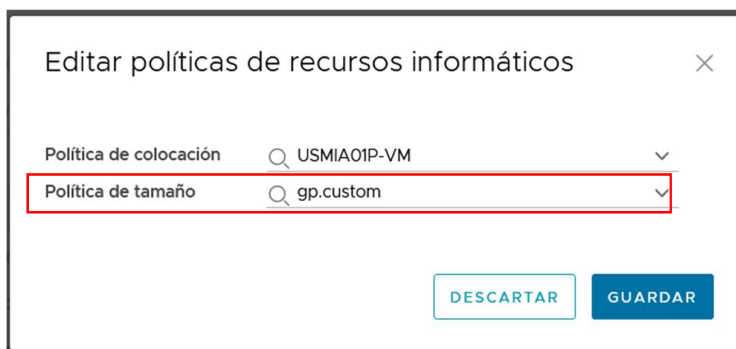 Editar políticas de recursos informáticos
Política de colocación USMIA01P-VM
Política de tamaño gp.custom
DESCARTAR GUARDAR